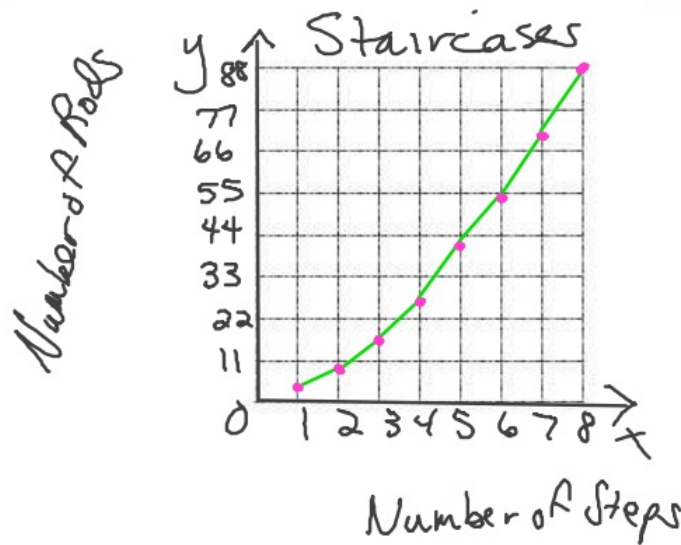 Staircases
y
88
77
66
55
44
33
22
11
0
1 2 3 4 5 6 7 8 x
Number of Rods
Number of Steps